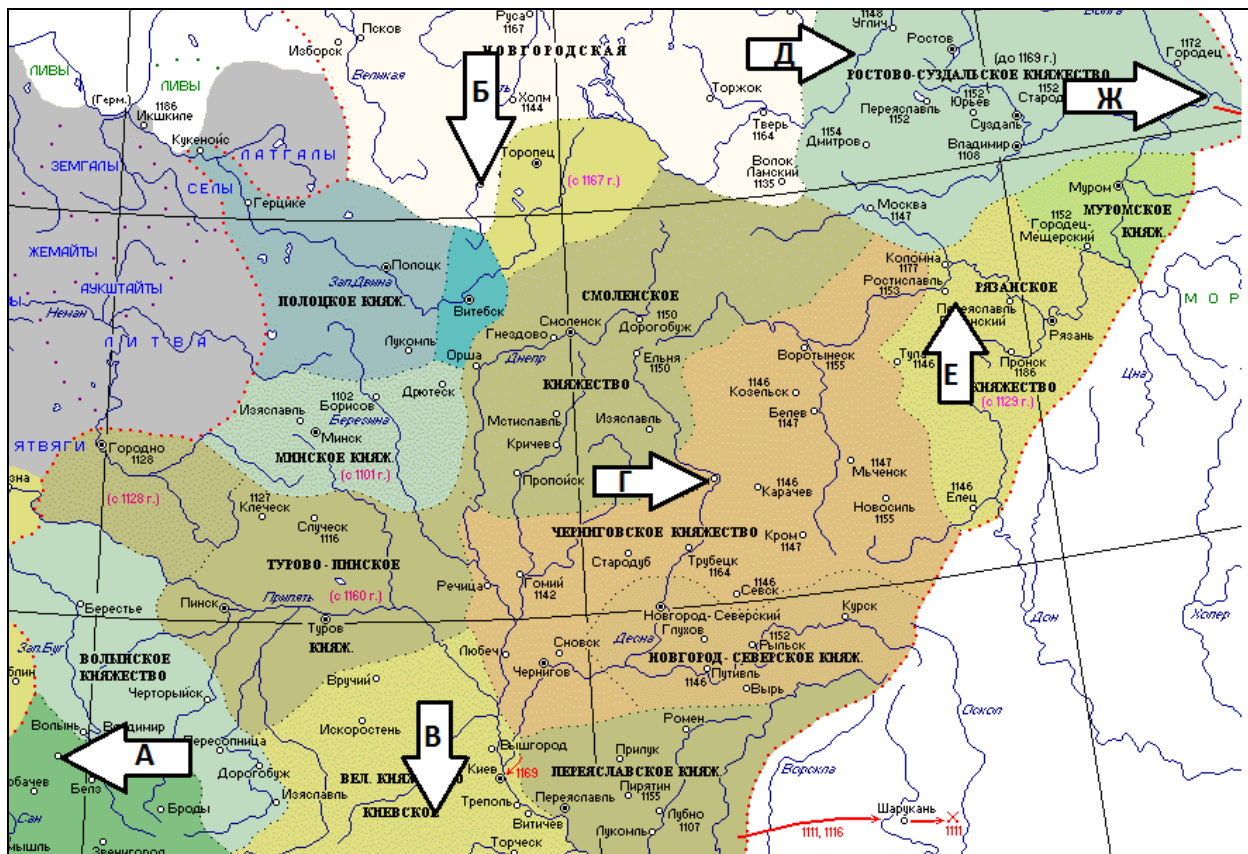 Псков
Изборск
Великая
Руса
1167
НОВГОРОДСКАЯ
Холм
1144
Торжок
Тверь
1164
Волок
Ламский
1135
1148
Углич
Ростов
(до 1169 г.)
1172
Городец
РОСТОВО-СУЗДАЛЬСКОЕ КНЯЖЕСТВО
Переяславль
1152
1152
Юрьев
1152
Суздаль
1154
Дмитров
Владимир
1108
Москва
1147
Д
Ж
Б
ЛИВЫ
ЛИВЫ
(Герм.)
1186
Икшкиле
Кукенойс
ЛАТГАЛЫ
ЗЕМГАЛЫ
СЕЛЫ
Герцике
ЖЕМАЙТЫ
АУКШТАЙТЫ
Неман
ЛИТВА
ЯТВЯГИ
Торопец
(с 1167 г.)
Полоцк
Зап.Двина
ПОЛОЦКОЕ КНЯЖ.
Витебск
Лукомль
Орша
СМОЛЕНСКОЕ
Смоленск
Гнездово
Днепр
1150
Дорогобуж
Ельня
1150
КНЯЖЕСТВО
Мстиславль
Изяславль
Кричев
Пропойск
Муром
МУРОМСКОЕ
КНЯЖ.
1152
Городец-
Мещерский
Коломна
1177
Ростиславль
1153
РЯЗАНСКОЕ
Переяславль
Рязань
Тула
1146
Пронск
1186
Е
КНЯЖЕСТВО
(с 1129 г.)
МОР
Цна
Воротынеск
1155
1146
Козельск
Белев
1147
1147
Мьченск
1146
Карачев
Новосиль
1155
1146
Елец
Кром
1147
Г
Дрютеск
1102
Борисов
Изяславль
Березина
Минск
МИНСКОЕ КНЯЖ.
(с 1101 г.)
Городно
1128
(с 1128 г.)
1127
Клеческ
Случеск
1116
ТУРОВО-ПИНСКОЕ
Пинск
Припять
(с 1160 г.)
Туров
КНЯЖ.
ЧЕРНИГОВСКОЕ КНЯЖЕСТВО
Стародуб
Трубецк
1164
Речица
Гомий
1142
1146
Севск
Новгород-Северский
Глухов
Курск
1152
Рыльск
Десна
Сновск
Любеч
Чернигов
НОВГОРОД-СЕВЕРСКОЕ КНЯЖ.
Путивль
1146
Вырь
Дон
Хопер
Оскол
Ворскла
Берестье
Зап.Буг
ВОЛЫНСКОЕ
КНЯЖЕСТВО
Черторыйск
Волынь
Владимир
А
Пересопница
Дорогобуж
Изяславль
Белз
Броды
Сан
Звенигород
Вручий
Искоростень
В
Вышгород
Киев
1169
ВЕЛ.
КИЕВСКОЕ
Треполь
Витичев
Торческ
Ромен
Прилук
ПЕРЕЯСЛАВСКОЕ КНЯЖ.
Пирятин
1155
Переяславль
Лубно
1107
Лукомль
Шарукань
1111, 1116
1111